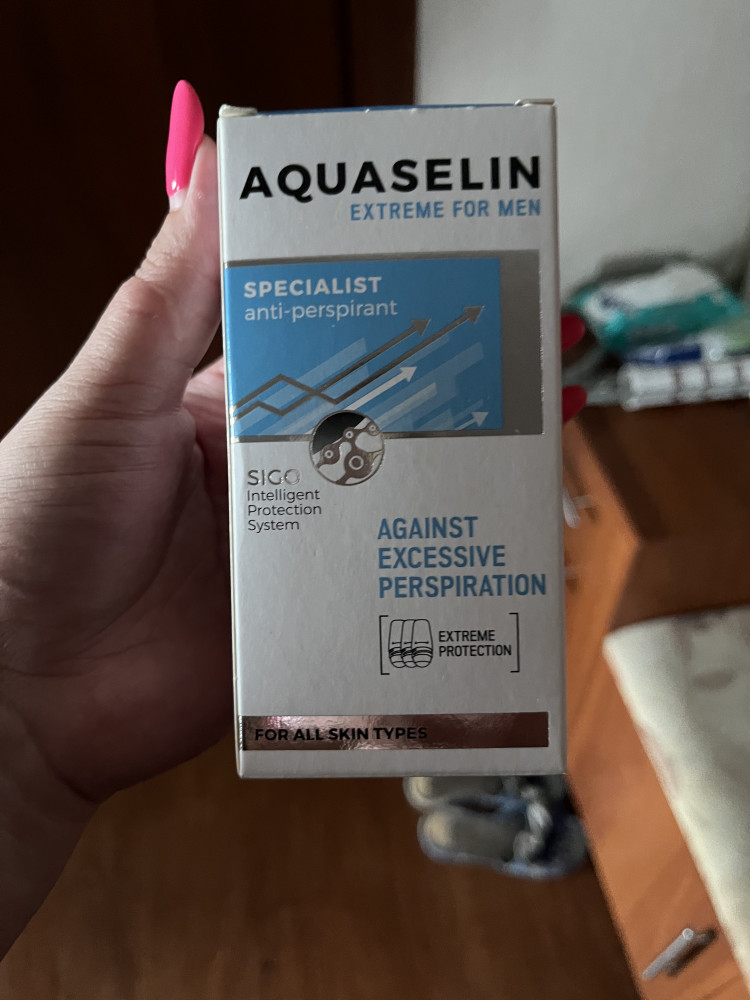 AQUASELIN
EXTREME FOR MEN
SPECIALIST
anti-perspirant
SIGO
Intelligent
Protection
System
AGAINST
EXCESSIVE
PERSPIRATION
EXTREME
PROTECTION
FOR ALL SKIN TYPES